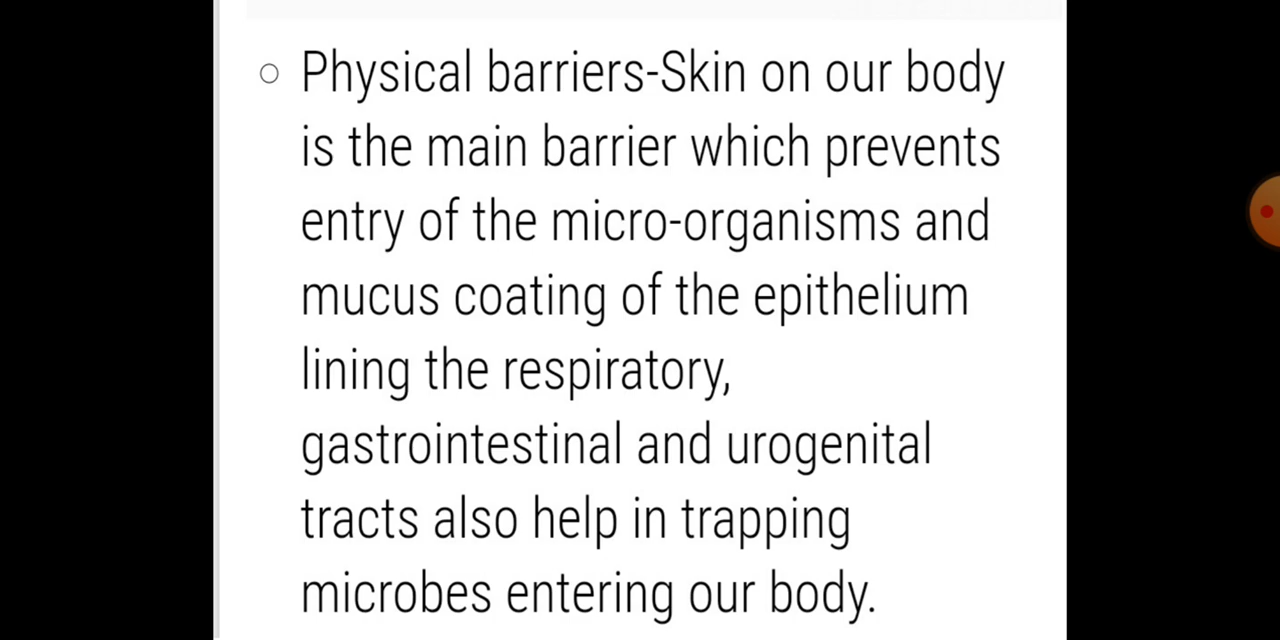 Physical barriers-Skin on our body
is the main barrier which prevents
entry of the micro-organisms and
mucus coating of the epithelium
lining the respiratory,
gastrointestinal and urogenital
tracts also help in trapping
microbes entering our body.